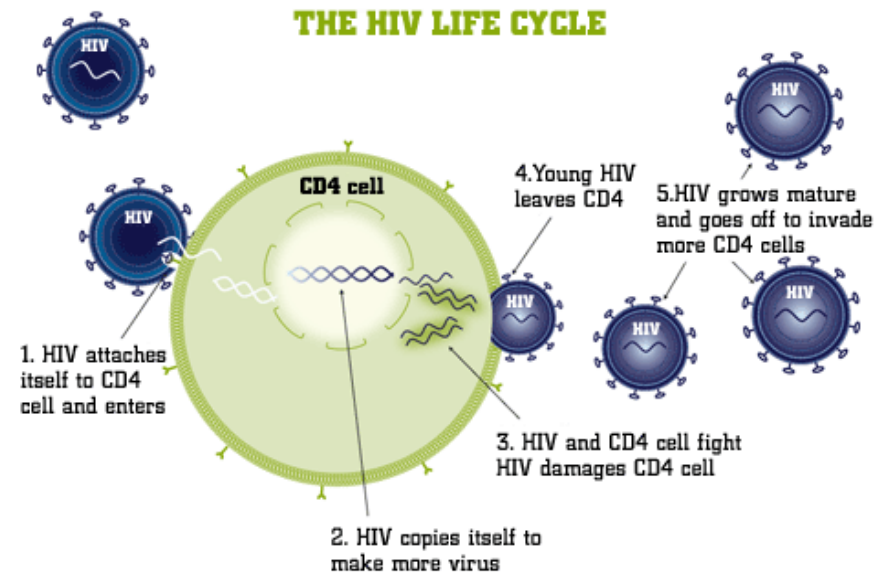 THE HIV LIFE CYCLE
HIV
HIV
CD4 cell
4.Young HIV
leaves CD4
HIV
5.HIV grows mature
and goes off to invade
more CD4 cells
HIV
HIV
HIV
HIV
1. HIV attaches
itself to CD4
cell and enters
3. HIV and CD4 cell fight
HIV damages CD4 cell
2. HIV copies itself to
make more virus